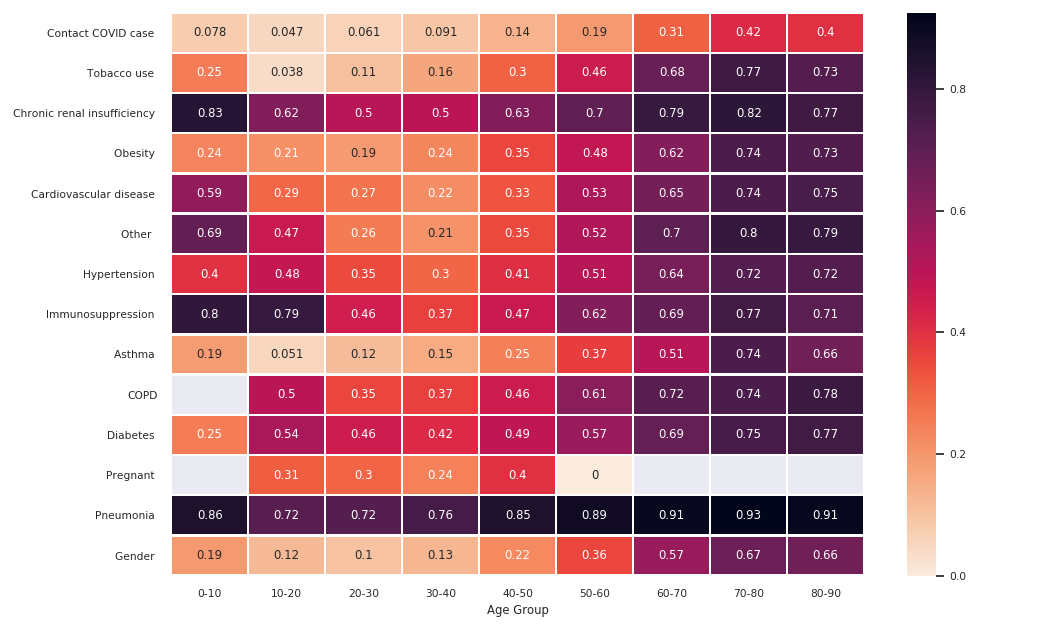 Contact COVID case 0.078 0.047 0.061 0.091 0.14 0.19 0.31 0.42 0.4
Tobacco use 0.25 0.038 0.11 0.16 0.3 0.46 0.68 0.77 0.73
0.8
Chronic renal insufficiency 0.83 0.62 0.5 0.5 0.63 0.7 0.79 0.82 0.77
Obesity 0.24 0.21 0.19 0.24 0.35 0.48 0.62 0.74 0.73
Cardiovascular disease 0.59 0.29 0.27 0.22 0.33 0.53 0.65 0.74 0.75
0.6
Other 0.69 0.47 0.26 0.21 0.35 0.52 0.7 0.8 0.79
Hypertension 0.4 0.48 0.35 0.3 0.41 0.51 0.64 0.72 0.72
Immunosuppression 0.8 0.79 0.46 0.37 0.47 0.62 0.69 0.77 0.71
0.4
Asthma 0.19 0.051 0.12 0.15 0.25 0.37 0.51 0.74 0.66
COPD 0.5 0.35 0.37 0.46 0.61 0.72 0.74 0.78
Diabetes 0.25 0.54 0.46 0.42 0.49 0.57 0.69 0.75 0.77
0.2
Pregnant 0.31 0.3 0.24 0.4 0
Pneumonia 0.86 0.72 0.72 0.76 0.85 0.89 0.91 0.93 0.91
Gender 0.19 0.12 0.1 0.13 0.22 0.36 0.57 0.67 0.66
0.0
0-10 10-20 20-30 30-40 40-50 50-60 60-70 70-80 80-90
Age Group